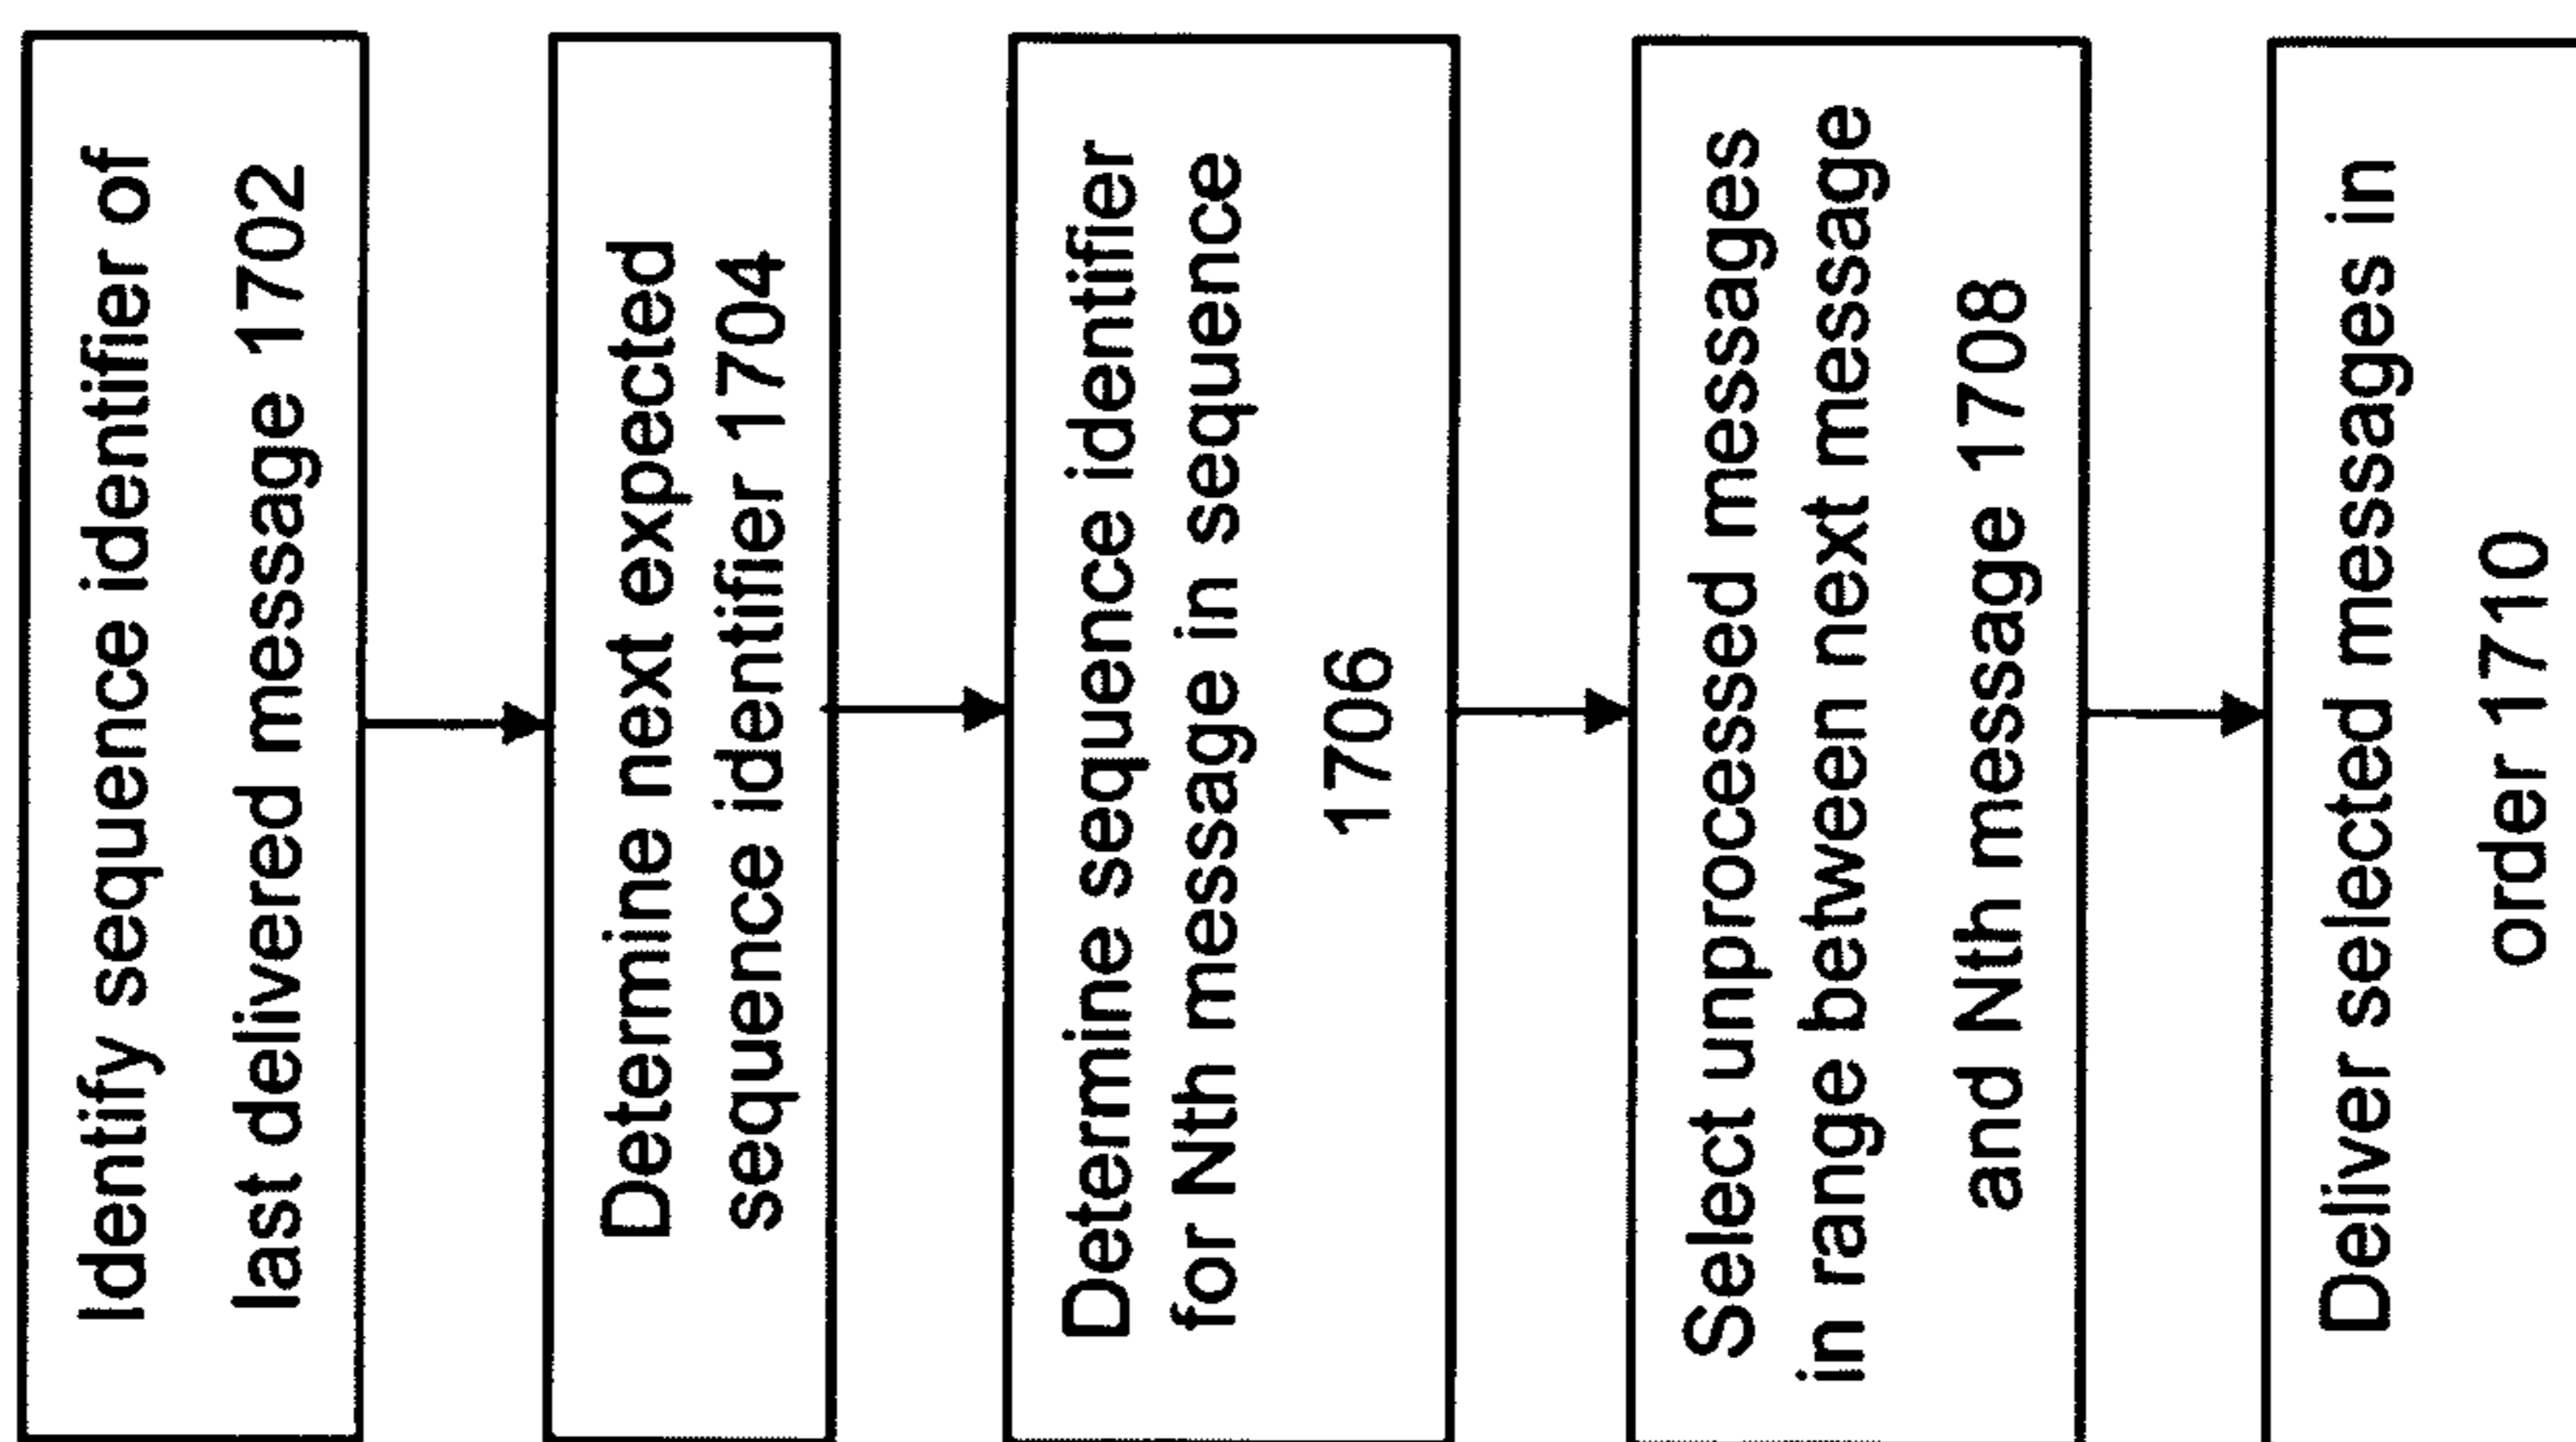 Identify sequence identifier of
last delivered message 1702
Determine next expected
sequence identifier 1704
Determine sequence identifier
for Nth message in sequence
1706
Select unprocessed messages
in range between next message
and Nth message 1708
Deliver selected messages in
order 1710